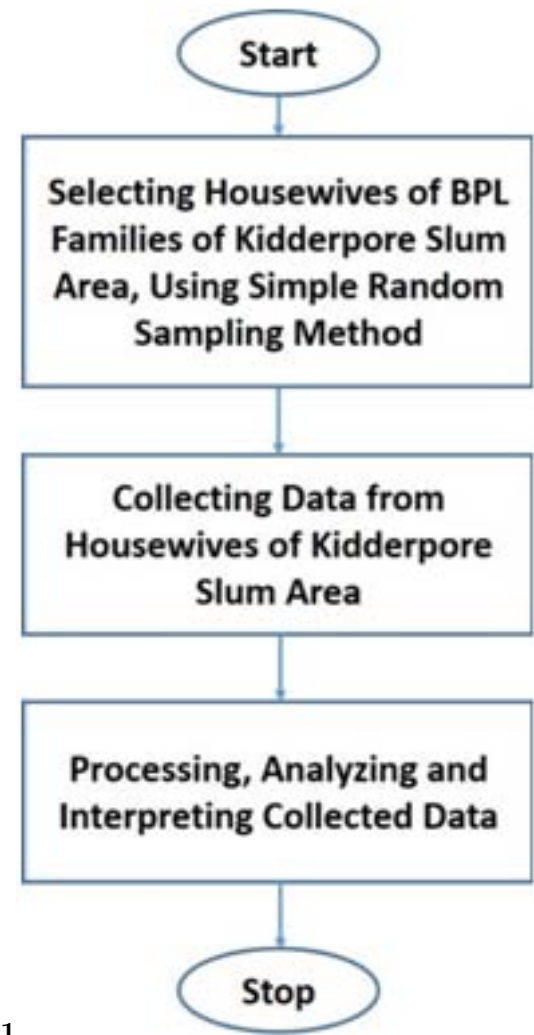 Start
Selecting Housewives of BPL
Families of Kidderpore Slum
Area, Using Simple Random
Sampling Method
Collecting Data from
Housewives of Kidderpore
Slum Area
Processing, Analyzing and
Interpreting Collected Data
Stop
1